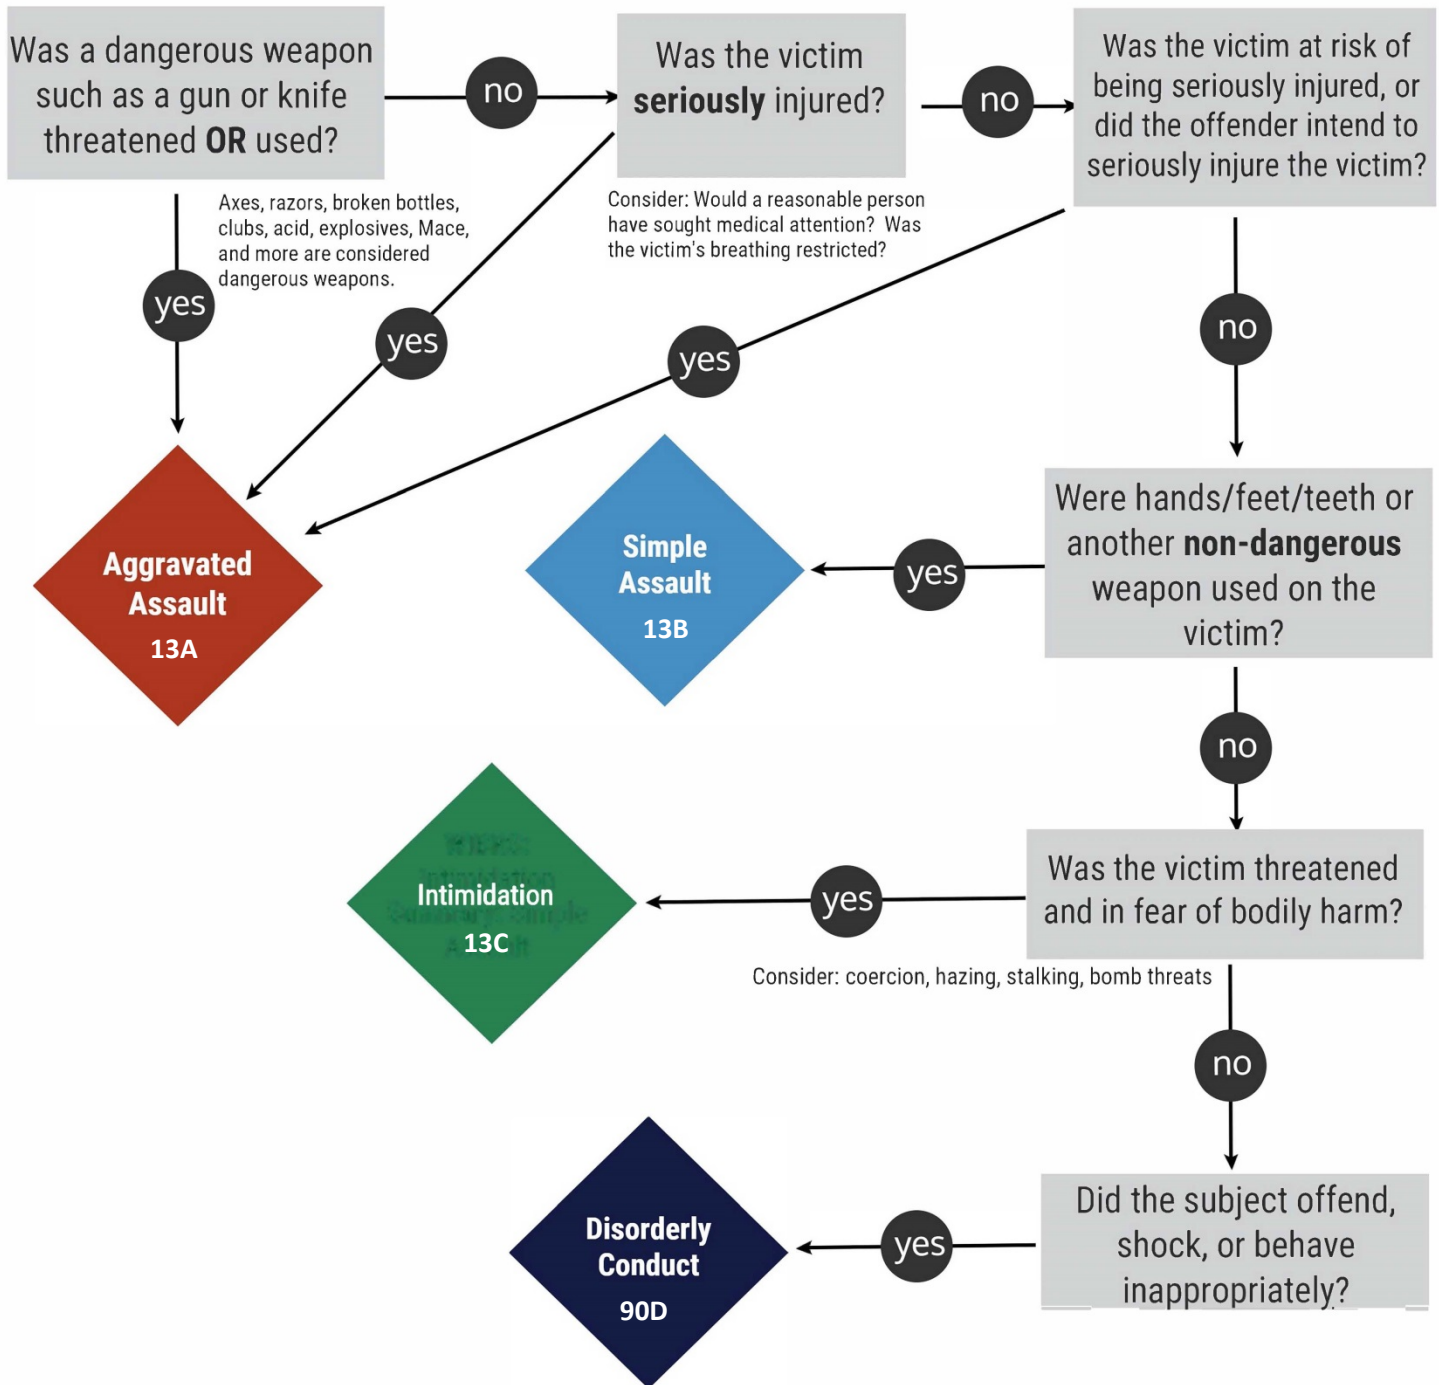 Was a dangerous weapon
such as a gun or knife
threatened OR used?
no
Was the victim
seriously injured?
no
Was the victim at risk of
being seriously injured, or
did the offender intend to
seriously injure the victim?
Axes, razors, broken bottles,
clubs, acid, explosives, Mace,
and more are considered
dangerous weapons.
Consider: Would a reasonable person
have sought medical attention? Was
the victim's breathing restricted?
yes
yes
yes
no
Aggravated
Assault
13A
Simple
Assault
13B
yes
Were hands/feet/teeth or
another non-dangerous
weapon used on the
victim?
no
Intimidation
13C
yes
Was the victim threatened
and in fear of bodily harm?
Consider: coercion, hazing, stalking, bomb threats
no
Disorderly
Conduct
90D
yes
Did the subject offend,
shock, or behave
inappropriately?